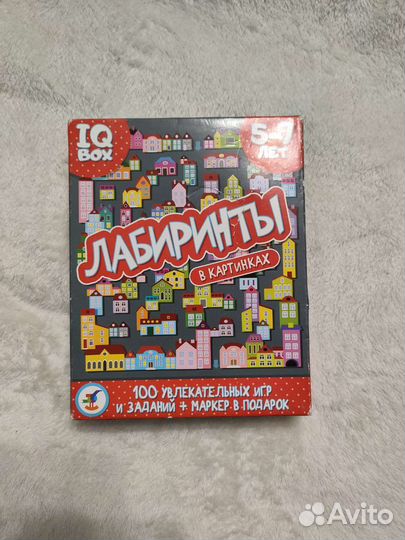 IQ
BOX
5-7
ЛЕТ
ЛАБИРИНТЫ
В КАРТИНКАХ
100 УВЛЕКАТЕЛЬНЫХ ИГР
И ЗАДАНИЙ + МАРКЕР В ПОДАРОК
Avito